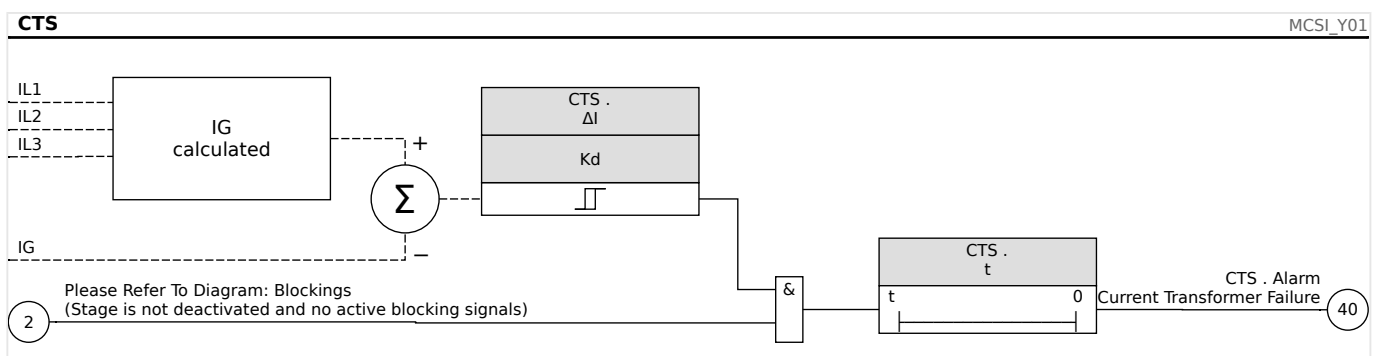 CTS
MCSI_Y01
IL1
IL2
IL3
IG
calculated
+
Σ
−
CTS .
ΔI
Kd
IG
Please Refer To Diagram: Blockings
(Stage is not deactivated and no active blocking signals)
2
&
CTS .
t
t 0
CTS . Alarm
Current Transformer Failure
40